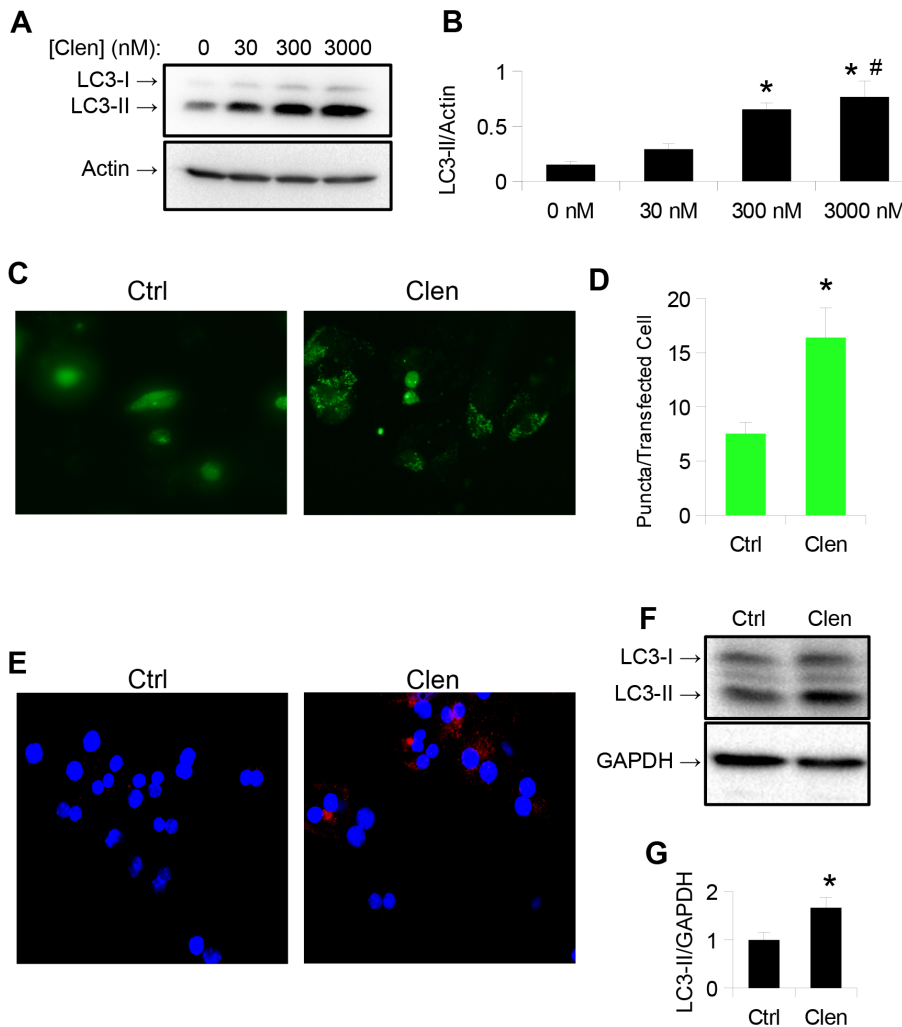 A
[Clen] (nM): 0 30 300 3000
LC3-I →
LC3-II →
Actin →
B
LC3-II/Actin
1
0.5
0
* * #
0 nM 30 nM 300 nM 3000 nM
C
Ctrl Clen
D
Puncta/Transfected Cell
20
15
10
5
0
*
Ctrl Clen
E
Ctrl Clen
F
Ctrl Clen
LC3-I →
LC3-II →
GAPDH →
G
LC3-II/GAPDH
2
1
0
*
Ctrl Clen